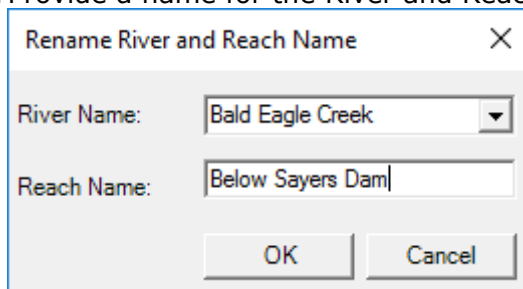 Provide a name for the River and Reac
Rename River and Reach Name
River Name: Bald Eagle Creek
Reach Name: Below Sayers Dam
OK Cancel